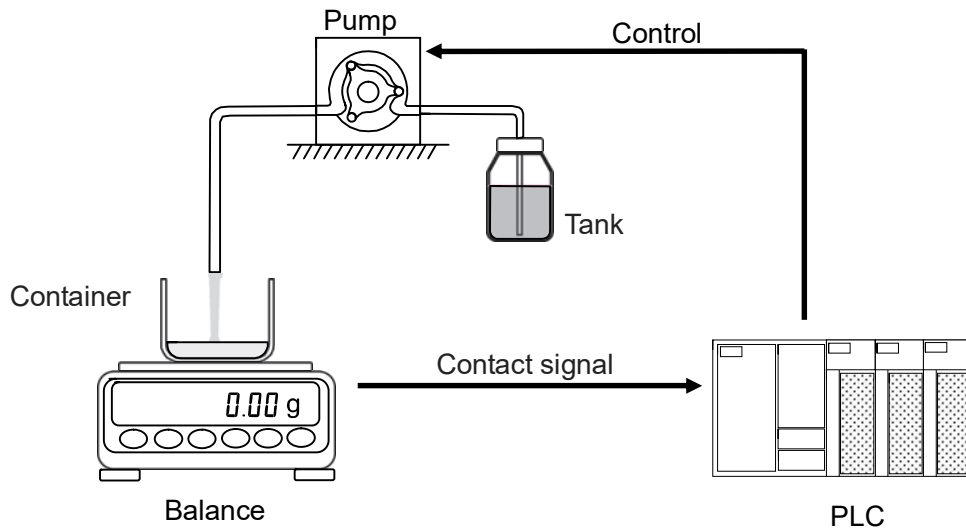 Pump
Control
Tank
Container
Contact signal
0.00 g
Balance
PLC